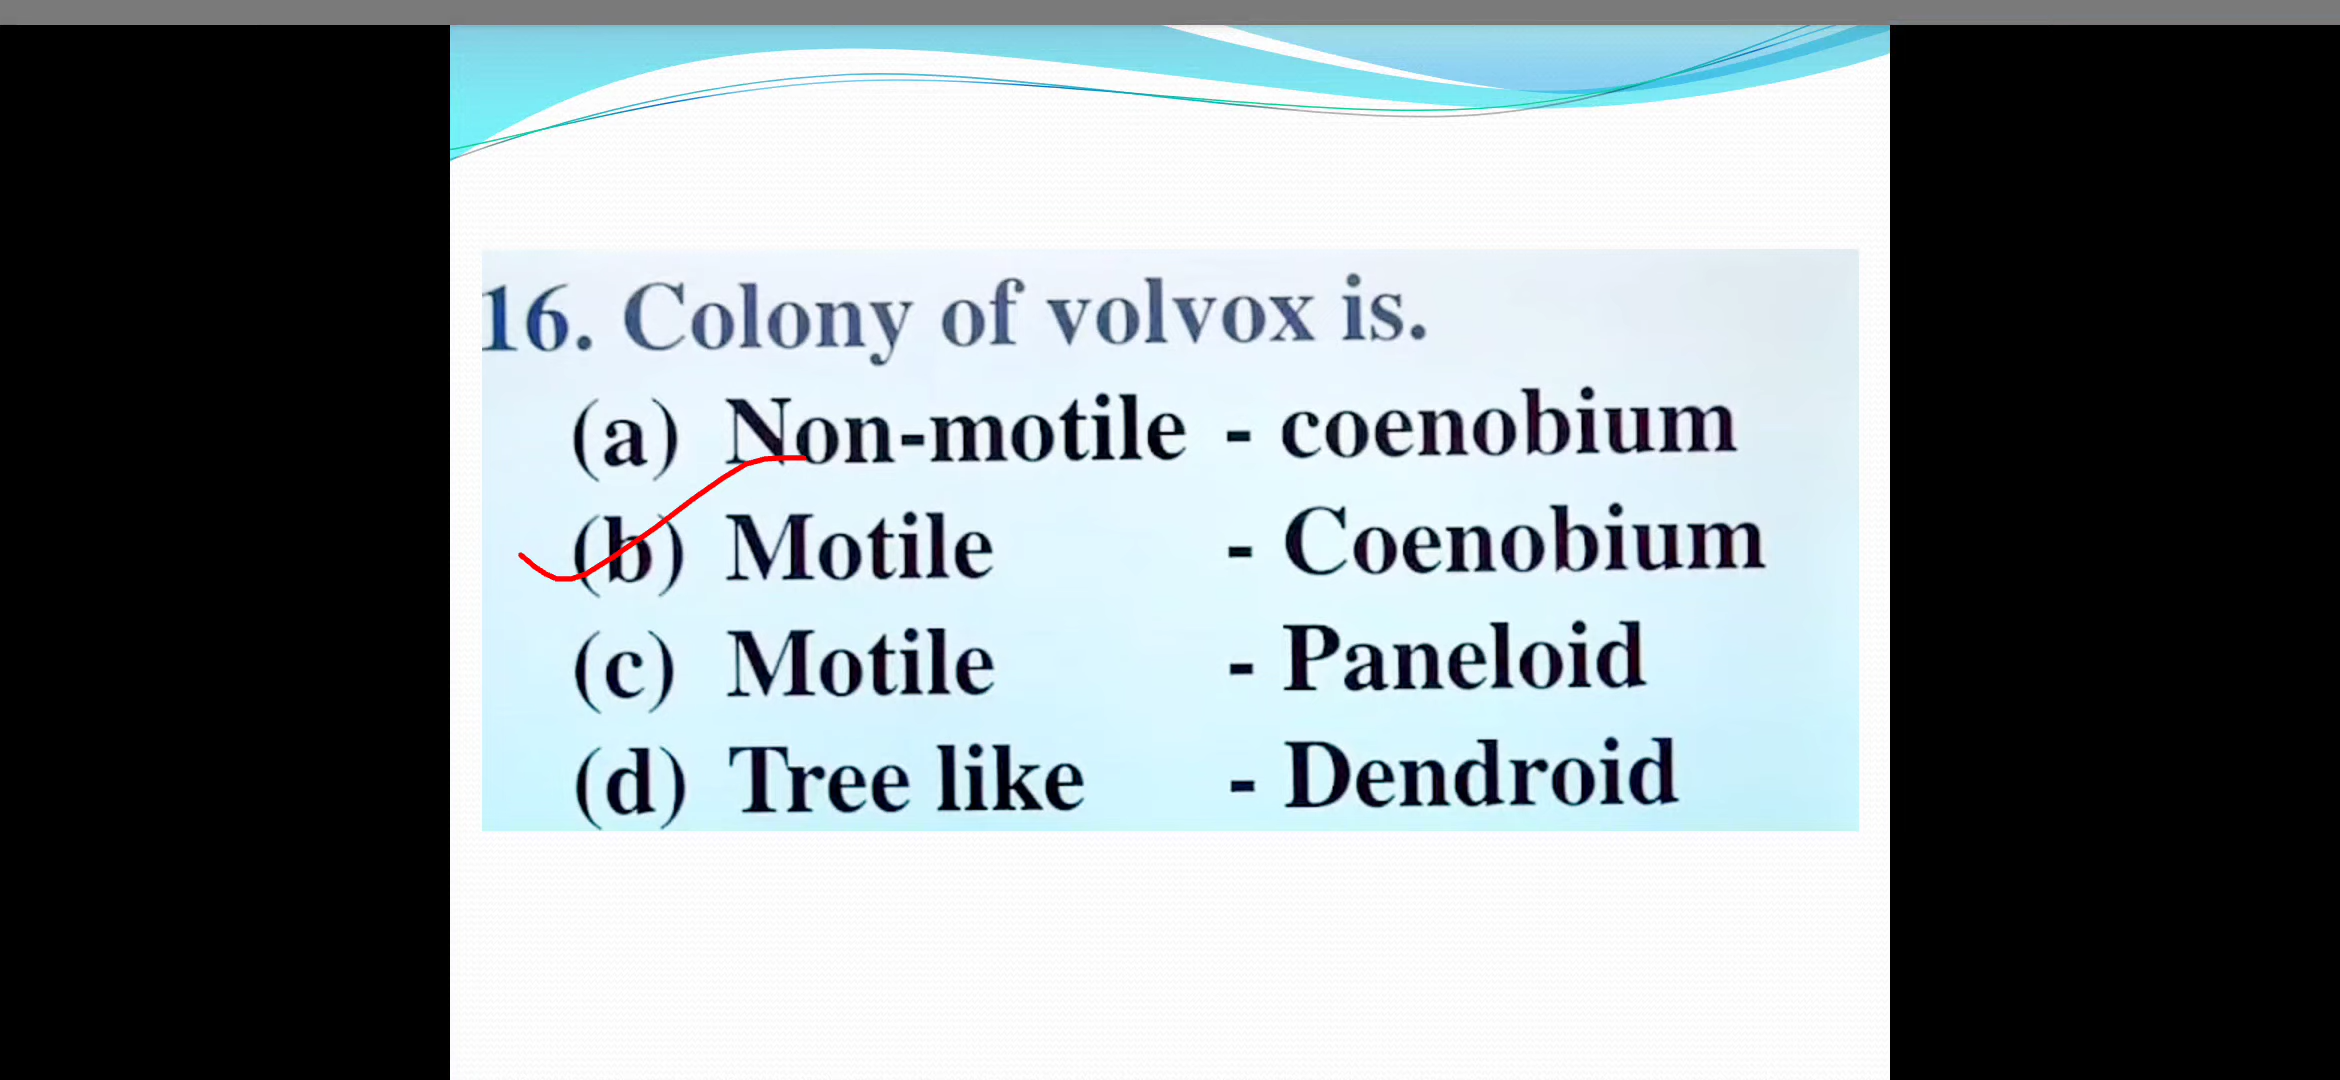 16. Colony of volvox is.
(a) Non-motile - coenobium
(b) Motile - Coenobium
(c) Motile - Paneloid
(d) Tree like - Dendroid